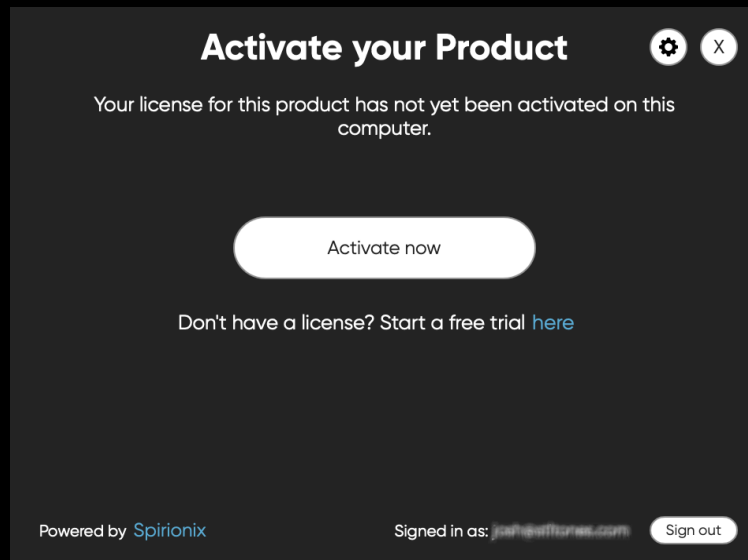 Activate your Product
X
Your license for this product has not yet been activated on this
computer.
Activate now
Don't have a license? Start a free trial here
Powered by Spirionix
Signed in as:
Sign out